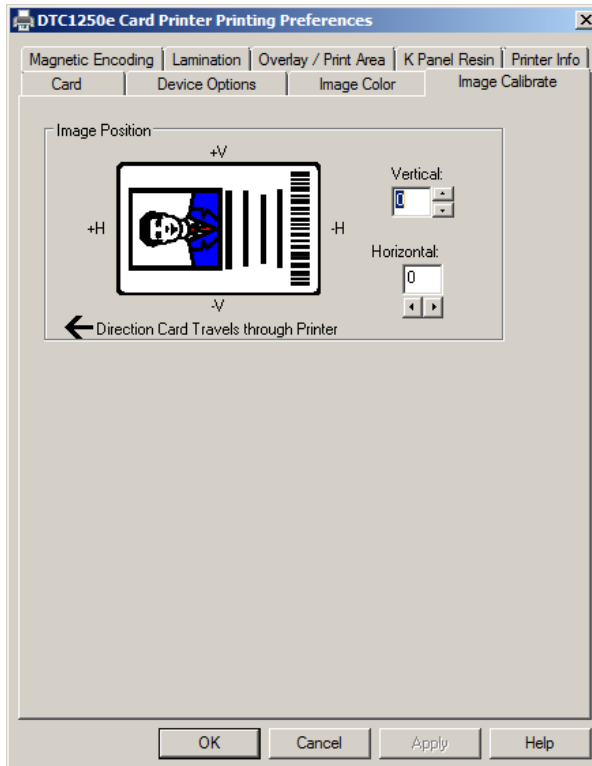 DTC1250e Card Printer Printing Preferences
Magnetic Encoding Lamination Overlay / Print Area K Panel Resin Printer Info
Card Device Options Image Color Image Calibrate
Image Position
+V
Vertical:
0
+H
-H
Horizontal:
0
-V
Direction Card Travels through Printer
OK Cancel Apply Help